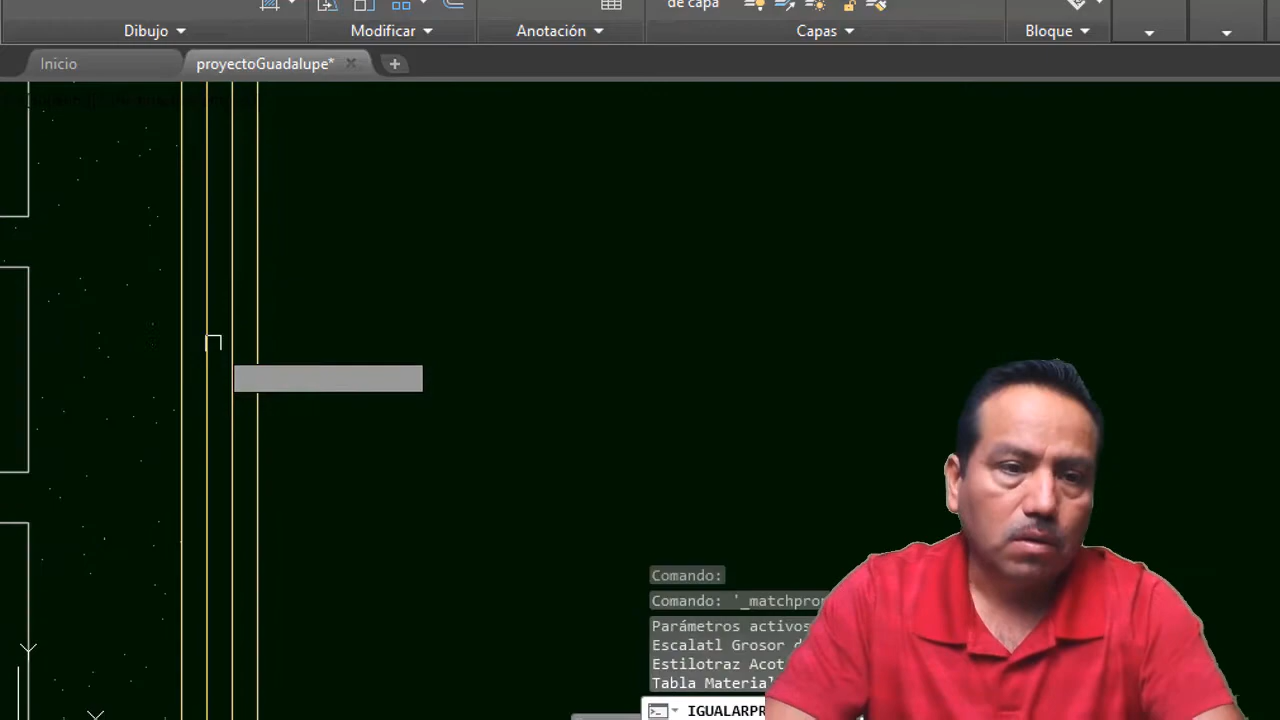 de capa
Dibujo
Modificar
Anotación
Capas
Bloque
Inicio
proyectoGuadalupe*
Comando:
Comando: '_matchprop
Parámetros activos
Escalatl Grosor d
Estilotraz Acot
Tabla Material
IGUALARPR